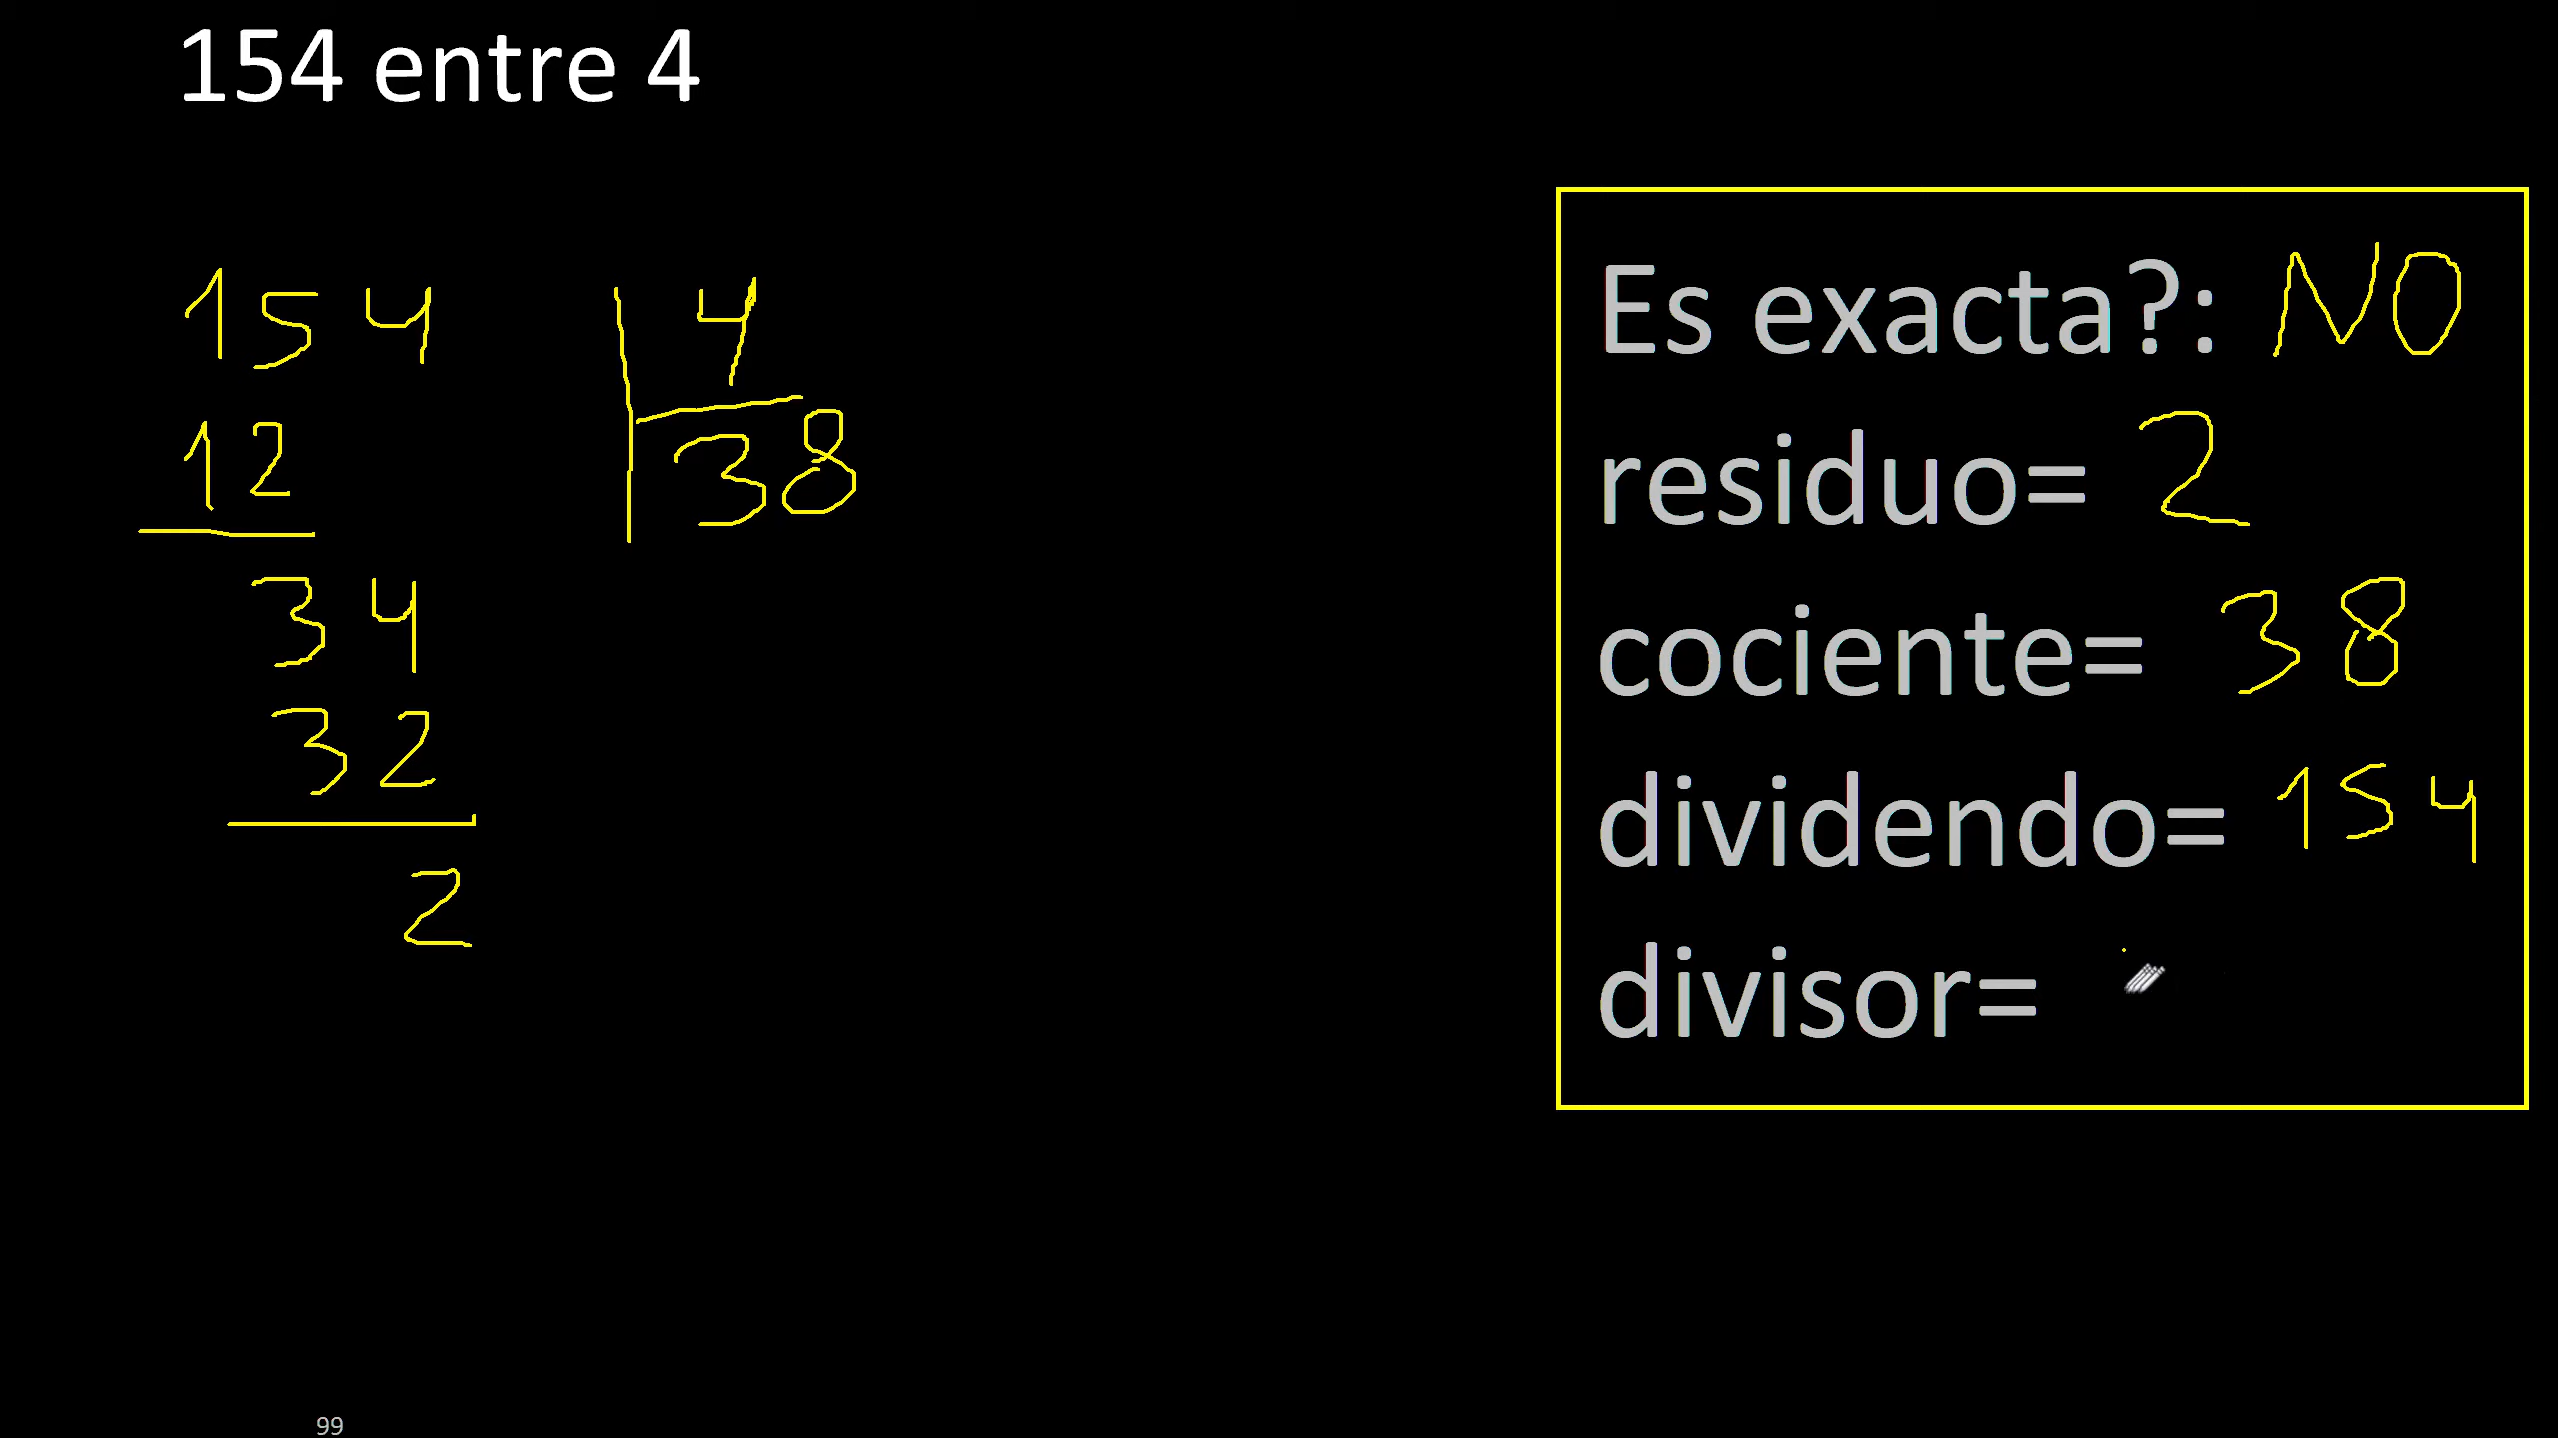 154 entre 4
154 4
12 38
34
32
2
Es exacta?: NO
residuo= 2
cociente= 38
dividendo= 154
divisor=
99